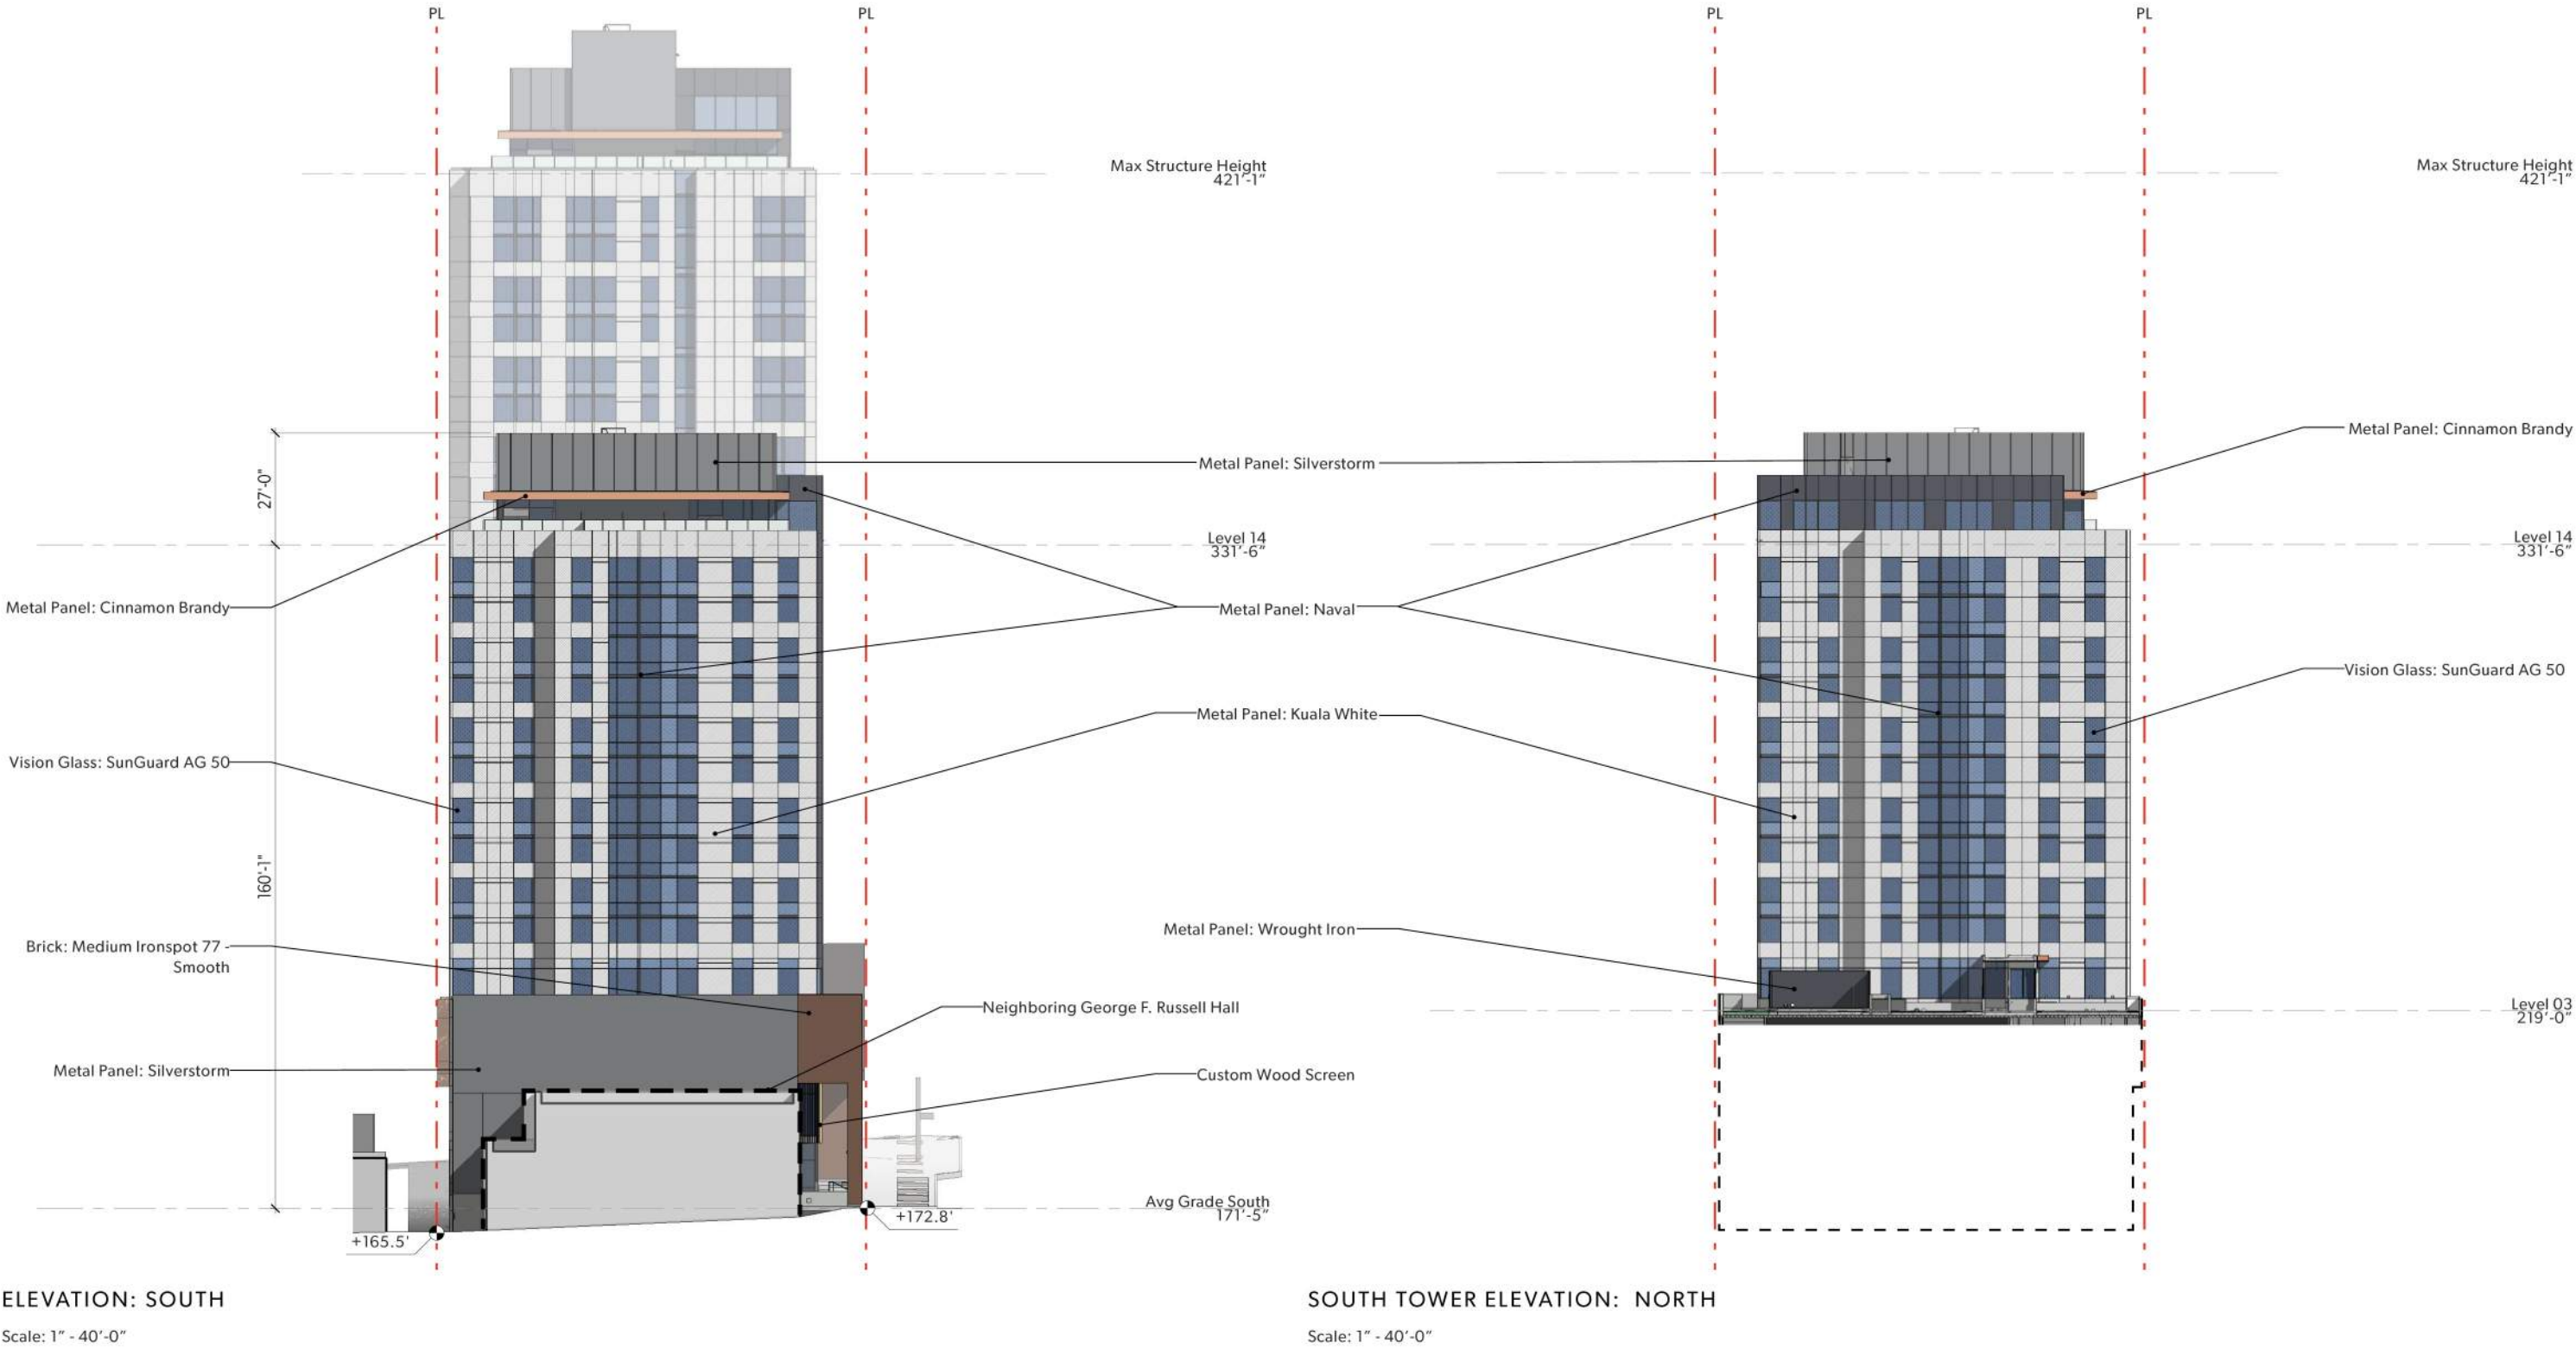 PL
PL
PL
PL
Max Structure Height
421'-1"
Max Structure Height
421'-1"
Metal Panel: Cinnamon Brandy
Metal Panel: Silverstorm
27'-0"
Level 14
331'-6"
Level 14
331'-6"
Metal Panel: Cinnamon Brandy
Metal Panel: Naval
Vision Glass: SunGuard AG 50
Metal Panel: Kuala White
Vision Glass: SunGuard AG 50
160'-1"
Metal Panel: Wrought Iron
Brick: Medium Ironspot 77 -
Smooth
Neighboring George F. Russell Hall
Level 03
219'-0"
Metal Panel: Silverstorm
Custom Wood Screen
Avg Grade South
171'-5"
+172.8'
+165.5'
ELEVATION: SOUTH
Scale: 1" - 40'-0"
SOUTH TOWER ELEVATION: NORTH
Scale: 1" - 40'-0"